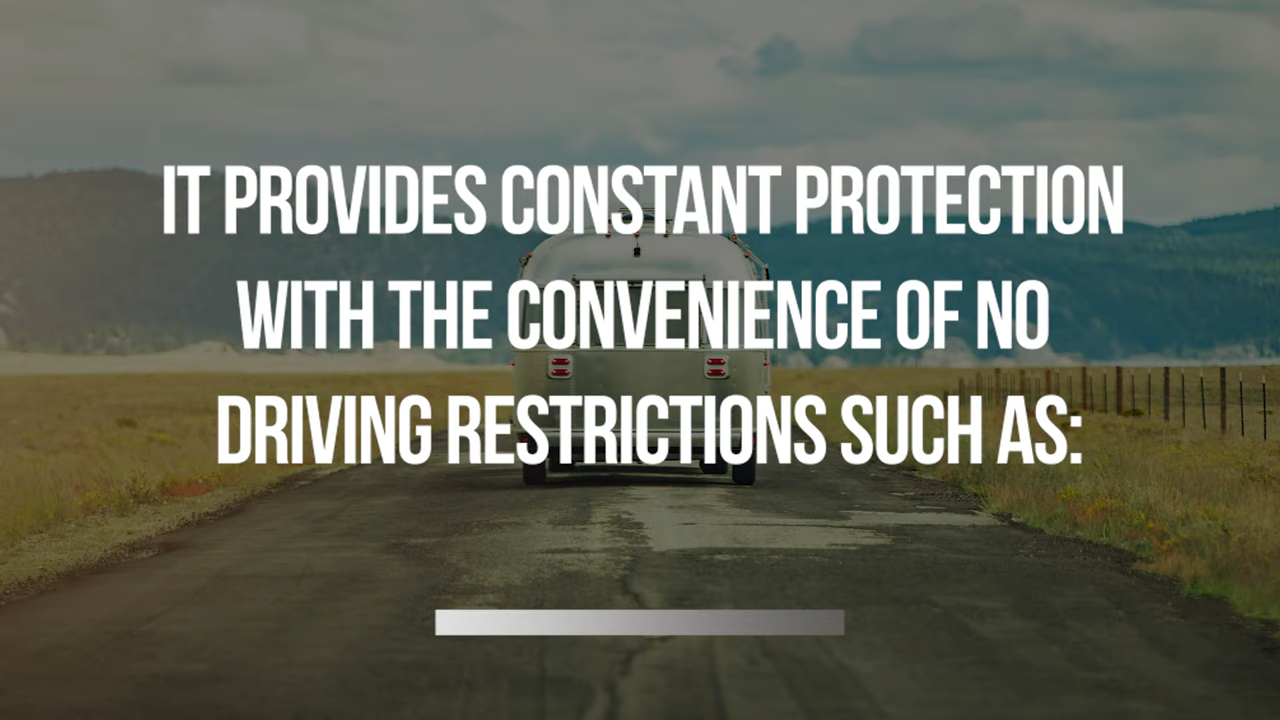 IT PROVIDES CONSTANT PROTECTION
WITH THE CONVENIENCE OF NO
DRIVING RESTRICTIONS SUCH AS: